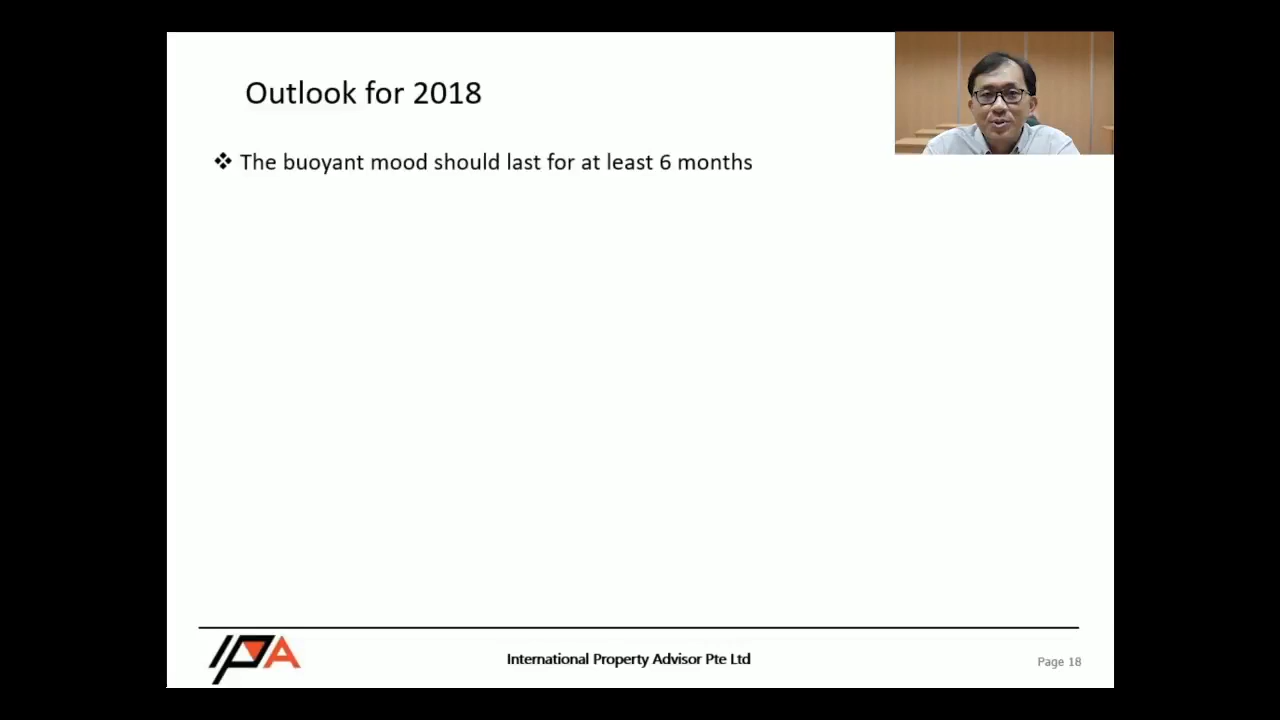 Outlook for 2018
❖ The buoyant mood should last for at least 6 months
IPA
International Property Advisor Pte Ltd
Page 18